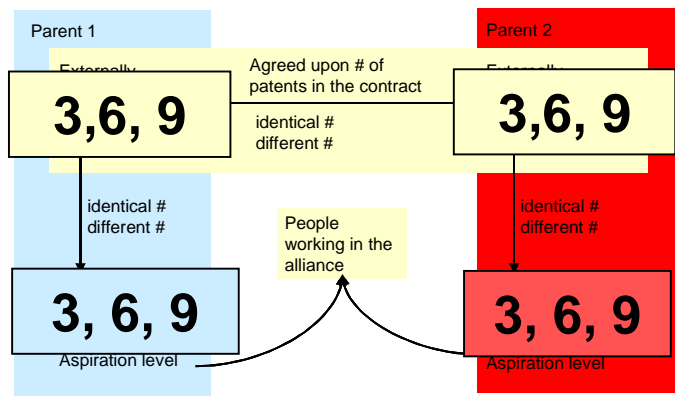 Parent 1
Parent 2
Externally
Agreed upon # of
patents in the contract
Externally
3,6, 9
3,6, 9
identical #
different #
identical #
different #
identical #
different #
People
working in the
alliance
3, 6, 9
3, 6, 9
Aspiration level
Aspiration level